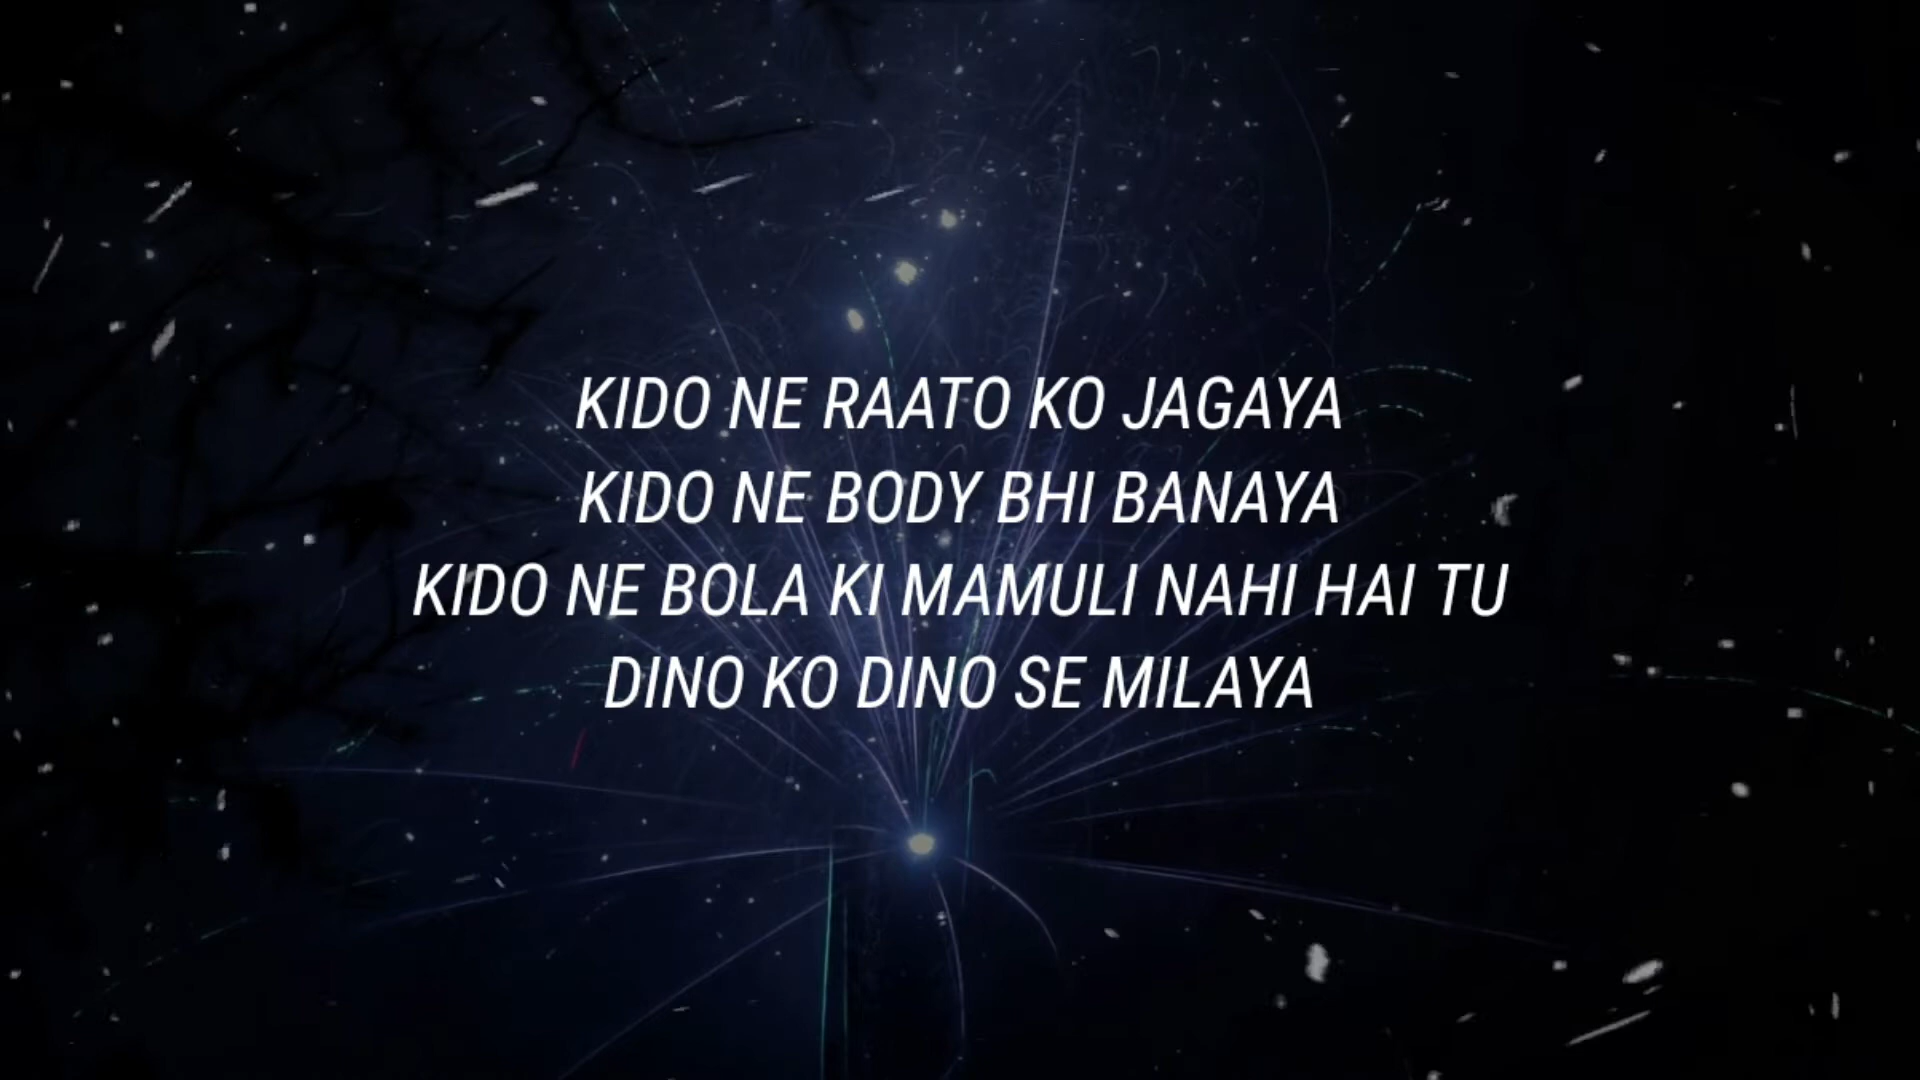 KIDO NE RAATO KO JAGAYA
KIDO NE BODY BHI BANAYA
KIDO NE BOLA KI MAMULI NAHI HAI TU
DINO KO DINO SE MILAYA